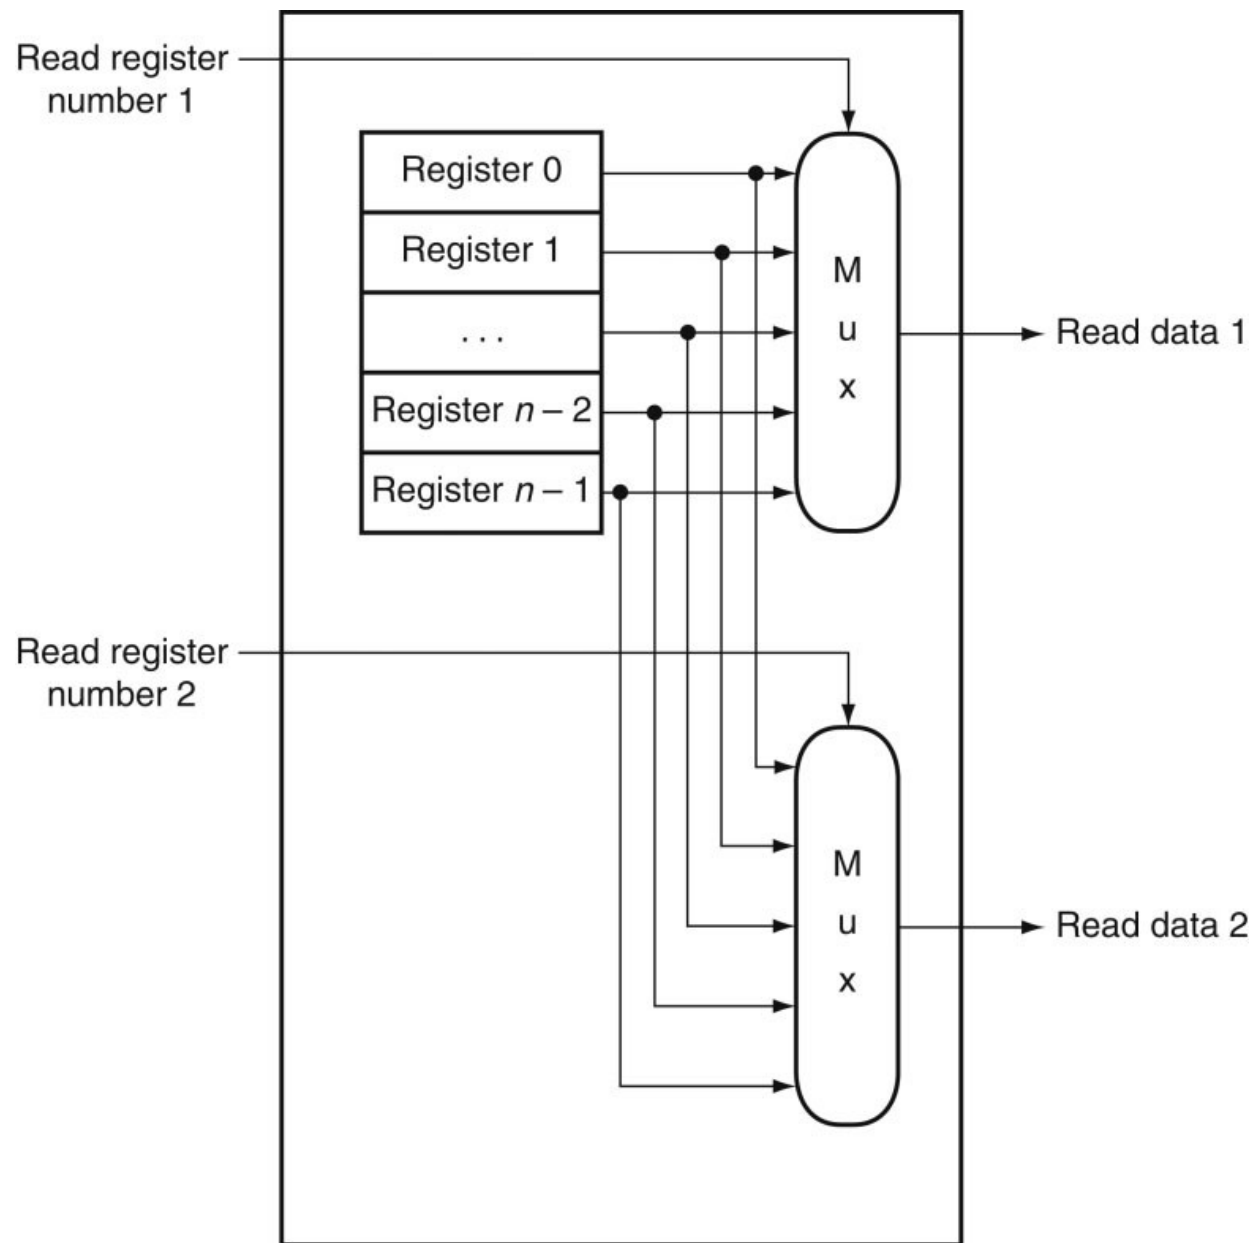 Read register
number 1
Register 0
Register 1
. . .
Register n – 2
Register n – 1
M
u
x
Read data 1
Read register
number 2
M
u
x
Read data 2